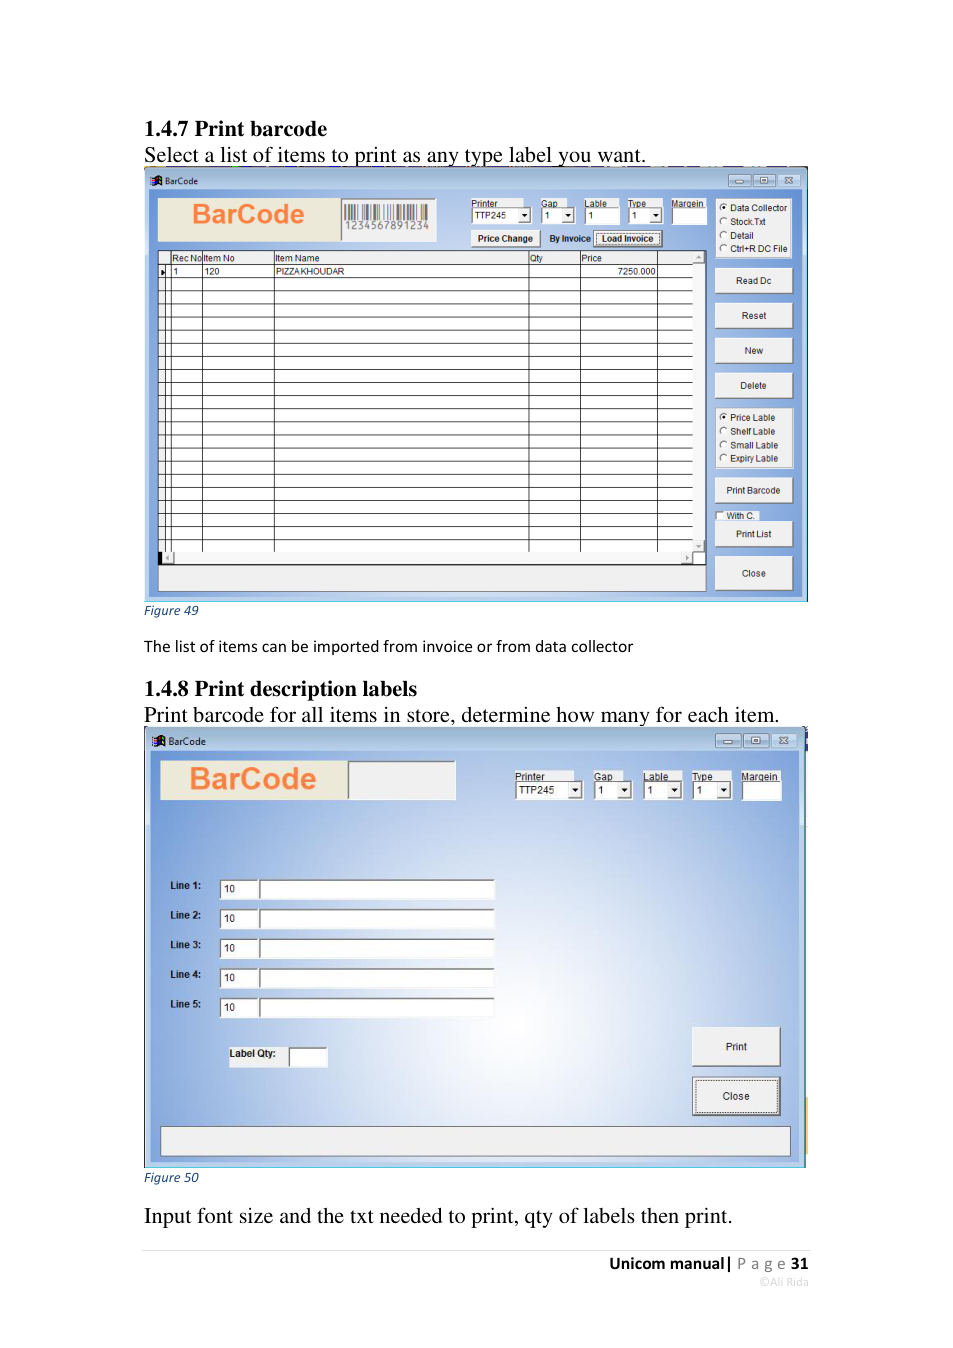 1.4.7 Print barcode
Select a list of items to print as any type label you want.
BarCode
BarCode
1234567891234
Printer Gap Lable Type Margein
TTP245 1 1 1
Price Change By Invoice Load Invoice
Data Collector
Stock.Txt
Detail
Ctrl+R DC File
Rec No Item No Item Name Qty Price
1 120 PIZZA KHOUDAR 7250.000
Read Dc
Reset
New
Delete
Price Lable
Shelf Lable
Small Lable
Expiry Lable
Print Barcode
With C.
Print List
Close
Figure 49
The list of items can be imported from invoice or from data collector
1.4.8 Print description labels
Print barcode for all items in store, determine how many for each item.
BarCode
BarCode
Printer Gap Lable Type Margein
TTP245 1 1 1
Line 1: 10
Line 2: 10
Line 3: 10
Line 4: 10
Line 5: 10
Label Qty:
Print
Close
Figure 50
Input font size and the txt needed to print, qty of labels then print.
Unicom manual| P a g e 31
©Ali Rida